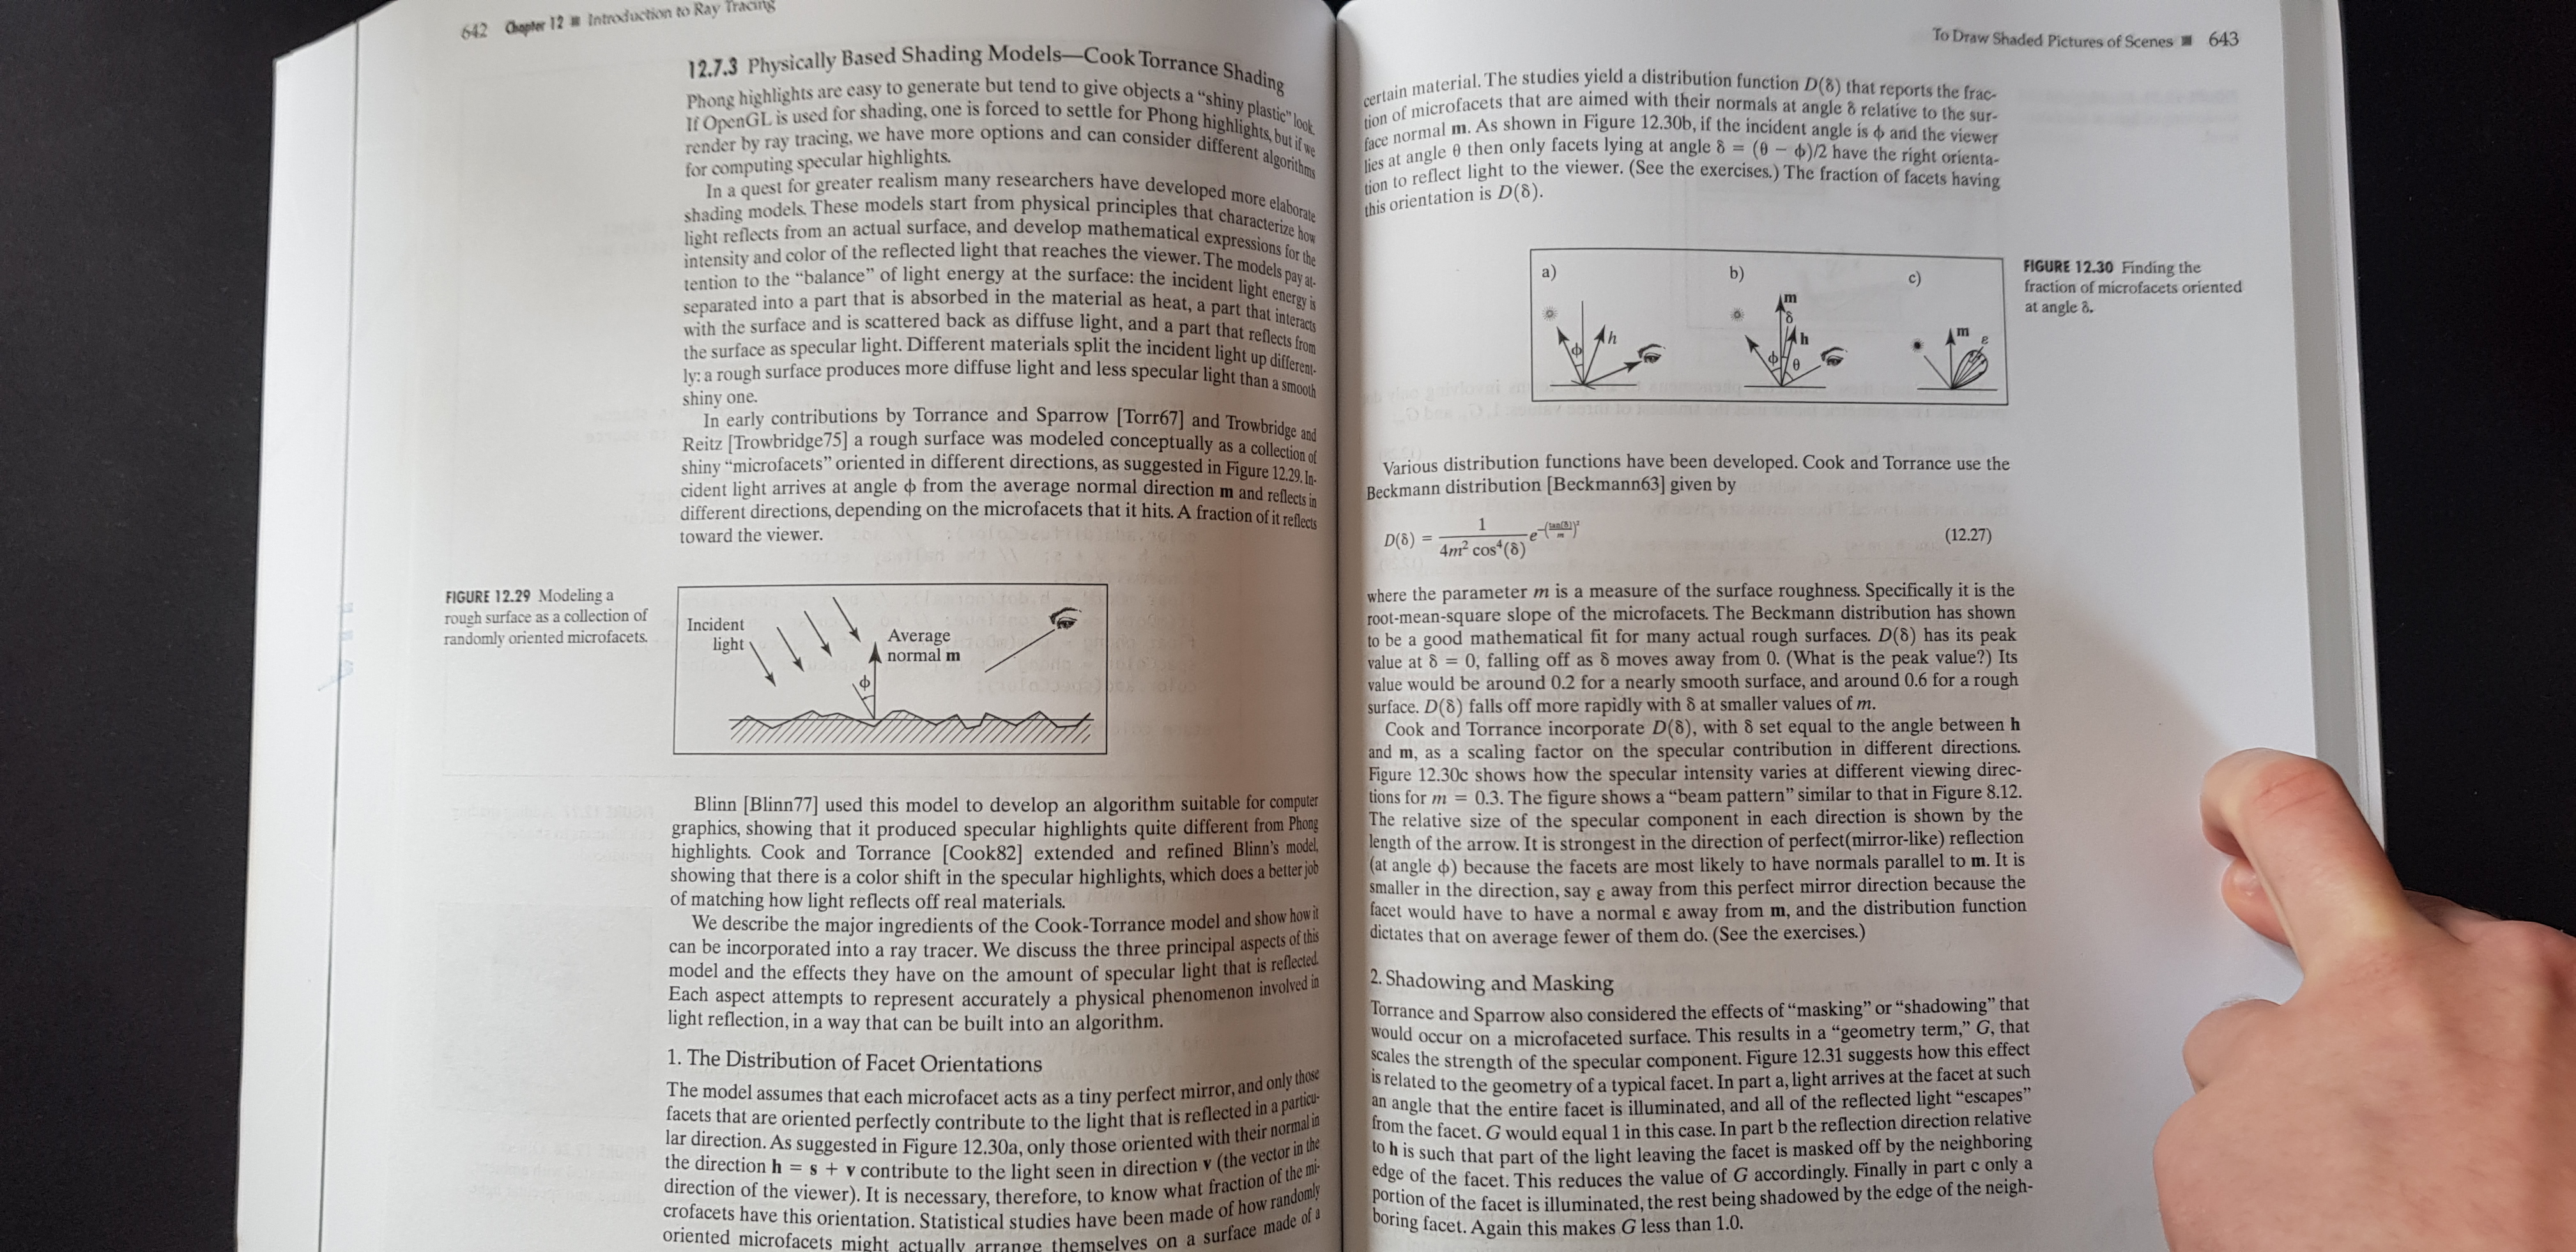 642 Chapter 12 ■ Introduction to Ray Tracing
12.7.3 Physically Based Shading Models—Cook Torrance Shading
Phong highlights are easy to generate but tend to give objects a “shiny plastic” look.
If OpenGL is used for shading, one is forced to settle for Phong highlights, but if we
render by ray tracing, we have more options and can consider different algorithms
for computing specular highlights.
In a quest for greater realism many researchers have developed more elaborate
shading models. These models start from physical principles that characterize how
light reflects from an actual surface, and develop mathematical expressions for the
intensity and color of the reflected light that reaches the viewer. The models pay at-
tention to the “balance” of light energy at the surface: the incident light energy is
separated into a part that is absorbed in the material as heat, a part that interacts
with the surface and is scattered back as diffuse light, and a part that reflects from
the surface as specular light. Different materials split the incident light up different-
ly: a rough surface produces more diffuse light and less specular light than a smooth
shiny one.
In early contributions by Torrance and Sparrow [Torr67] and Trowbridge and
Reitz [Trowbridge75] a rough surface was modeled conceptually as a collection of
shiny “microfacets” oriented in different directions, as suggested in Figure 12.29. In-
cident light arrives at angle ϕ from the average normal direction m and reflects in
different directions, depending on the microfacets that it hits. A fraction of it reflects
toward the viewer.
FIGURE 12.29 Modeling a
rough surface as a collection of
randomly oriented microfacets.
Incident
light
Average
normal m
ϕ
Blinn [Blinn77] used this model to develop an algorithm suitable for computer
graphics, showing that it produced specular highlights quite different from Phong
highlights. Cook and Torrance [Cook82] extended and refined Blinn’s model,
showing that there is a color shift in the specular highlights, which does a better job
of matching how light reflects off real materials.
We describe the major ingredients of the Cook-Torrance model and show how it
can be incorporated into a ray tracer. We discuss the three principal aspects of this
model and the effects they have on the amount of specular light that is reflected.
Each aspect attempts to represent accurately a physical phenomenon involved in
light reflection, in a way that can be built into an algorithm.
1. The Distribution of Facet Orientations
The model assumes that each microfacet acts as a tiny perfect mirror, and only those
facets that are oriented perfectly contribute to the light that is reflected in a particu-
lar direction. As suggested in Figure 12.30a, only those oriented with their normal in
the direction h = s + v contribute to the light seen in direction v (the vector in the
direction of the viewer). It is necessary, therefore, to know what fraction of the mi-
crofacets have this orientation. Statistical studies have been made of how randomly
oriented microfacets might actually arrange themselves on a surface made of a
To Draw Shaded Pictures of Scenes ■ 643
certain material. The studies yield a distribution function D(δ) that reports the frac-
tion of microfacets that are aimed with their normals at angle δ relative to the sur-
face normal m. As shown in Figure 12.30b, if the incident angle is ϕ and the viewer
lies at angle θ then only facets lying at angle δ = (θ − ϕ)/2 have the right orienta-
tion to reflect light to the viewer. (See the exercises.) The fraction of facets having
this orientation is D(δ).
a) b) c)
ϕ h
m δ h ϕ θ
m ε
FIGURE 12.30 Finding the
fraction of microfacets oriented
at angle δ.
Various distribution functions have been developed. Cook and Torrance use the
Beckmann distribution [Beckmann63] given by
D(δ) = 1/(4m² cos⁴(δ)) e^−(tan(δ)/m)² (12.27)
where the parameter m is a measure of the surface roughness. Specifically it is the
root-mean-square slope of the microfacets. The Beckmann distribution has shown
to be a good mathematical fit for many actual rough surfaces. D(δ) has its peak
value at δ = 0, falling off as δ moves away from 0. (What is the peak value?) Its
value would be around 0.2 for a nearly smooth surface, and around 0.6 for a rough
surface. D(δ) falls off more rapidly with δ at smaller values of m.
Cook and Torrance incorporate D(δ), with δ set equal to the angle between h
and m, as a scaling factor on the specular contribution in different directions.
Figure 12.30c shows how the specular intensity varies at different viewing direc-
tions for m = 0.3. The figure shows a “beam pattern” similar to that in Figure 8.12.
The relative size of the specular component in each direction is shown by the
length of the arrow. It is strongest in the direction of perfect(mirror-like) reflection
(at angle ϕ) because the facets are most likely to have normals parallel to m. It is
smaller in the direction, say ε away from this perfect mirror direction because the
facet would have to have a normal ε away from m, and the distribution function
dictates that on average fewer of them do. (See the exercises.)
2. Shadowing and Masking
Torrance and Sparrow also considered the effects of “masking” or “shadowing” that
would occur on a microfaceted surface. This results in a “geometry term,” G, that
scales the strength of the specular component. Figure 12.31 suggests how this effect
is related to the geometry of a typical facet. In part a, light arrives at the facet at such
an angle that the entire facet is illuminated, and all of the reflected light “escapes”
from the facet. G would equal 1 in this case. In part b the reflection direction relative
to h is such that part of the light leaving the facet is masked off by the neighboring
edge of the facet. This reduces the value of G accordingly. Finally in part c only a
portion of the facet is illuminated, the rest being shadowed by the edge of the neigh-
boring facet. Again this makes G less than 1.0.